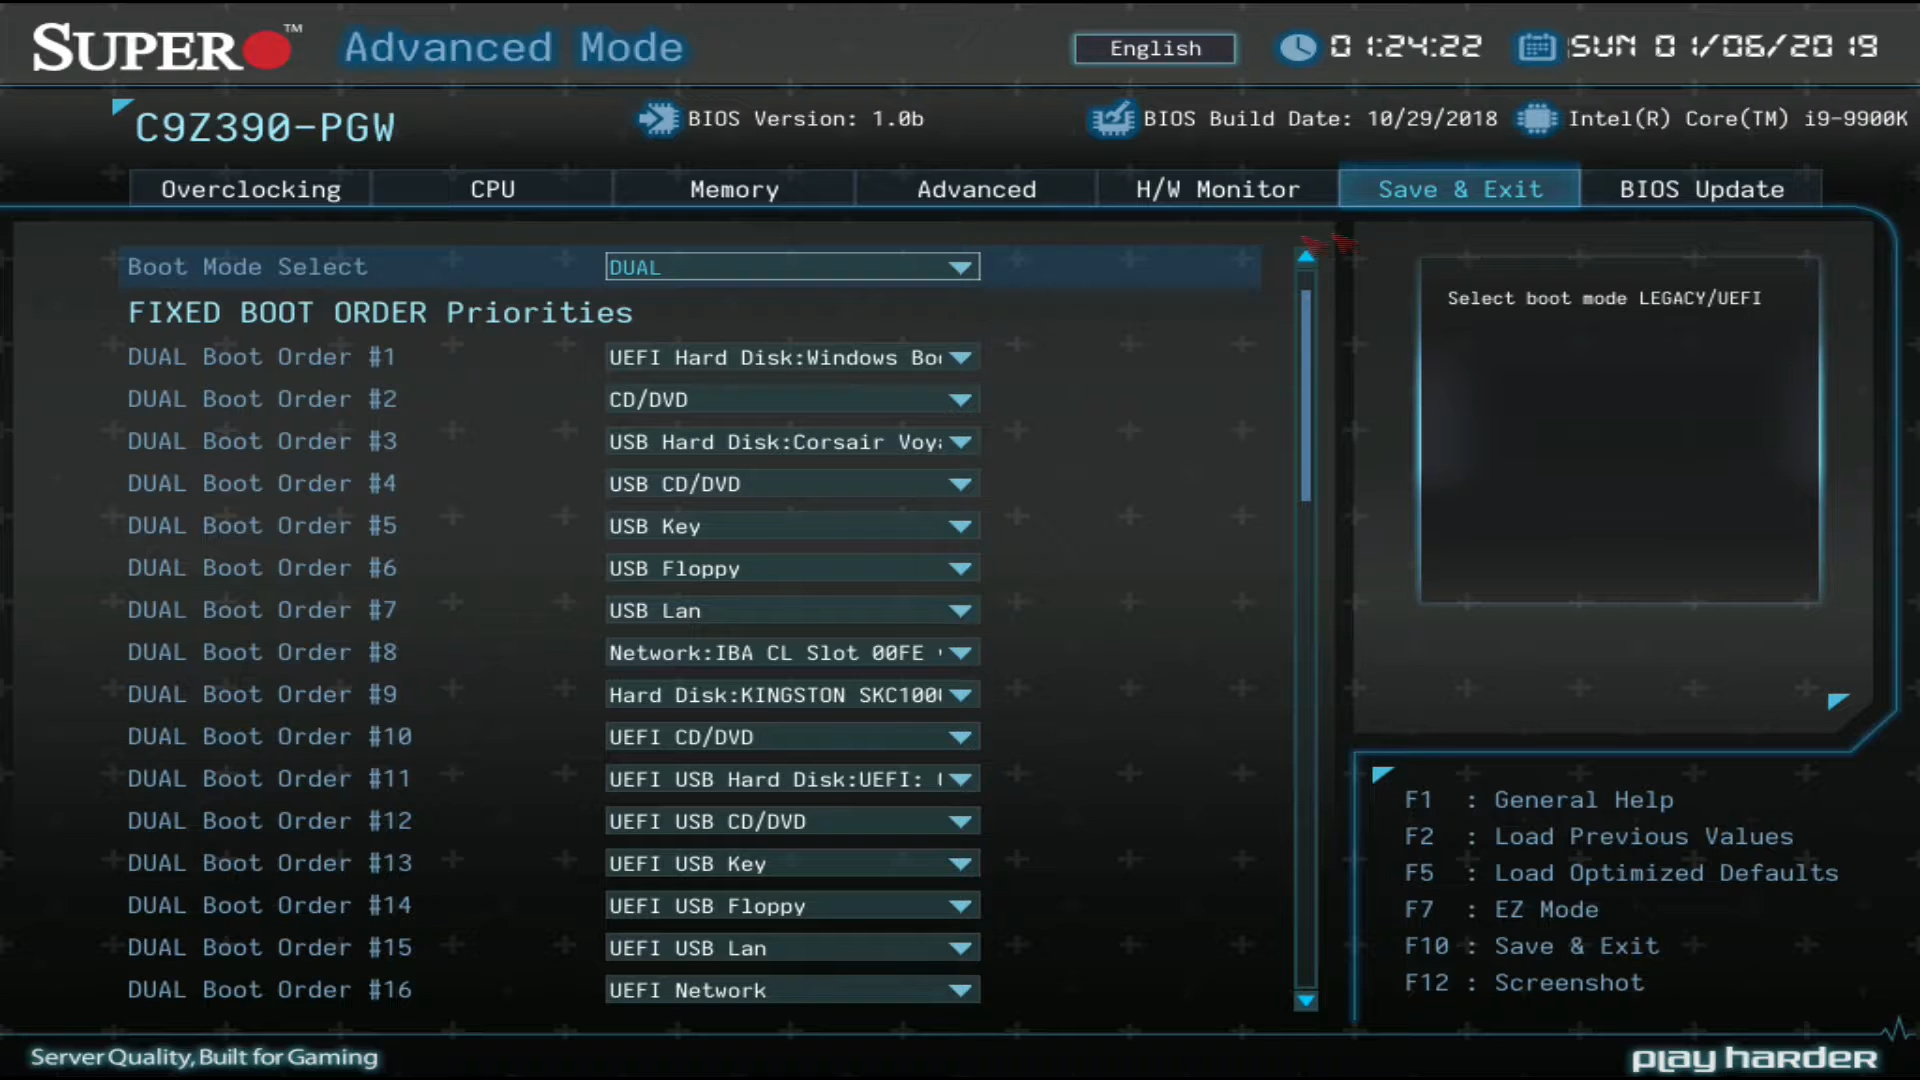 SUPER™ Advanced Mode English 01:24:22 SUN 01/06/2019
C9Z390-PGW BIOS Version: 1.0b BIOS Build Date: 10/29/2018 Intel(R) Core(TM) i9-9900K
Overclocking CPU Memory Advanced H/W Monitor Save & Exit BIOS Update
Boot Mode Select DUAL
FIXED BOOT ORDER Priorities
DUAL Boot Order #1 UEFI Hard Disk:Windows Bo
DUAL Boot Order #2 CD/DVD
DUAL Boot Order #3 USB Hard Disk:Corsair Voy
DUAL Boot Order #4 USB CD/DVD
DUAL Boot Order #5 USB Key
DUAL Boot Order #6 USB Floppy
DUAL Boot Order #7 USB Lan
DUAL Boot Order #8 Network:IBA CL Slot 00FE
DUAL Boot Order #9 Hard Disk:KINGSTON SKC100
DUAL Boot Order #10 UEFI CD/DVD
DUAL Boot Order #11 UEFI USB Hard Disk:UEFI:
DUAL Boot Order #12 UEFI USB CD/DVD
DUAL Boot Order #13 UEFI USB Key
DUAL Boot Order #14 UEFI USB Floppy
DUAL Boot Order #15 UEFI USB Lan
DUAL Boot Order #16 UEFI Network
Select boot mode LEGACY/UEFI
F1 : General Help
F2 : Load Previous Values
F5 : Load Optimized Defaults
F7 : EZ Mode
F10 : Save & Exit
F12 : Screenshot
Server Quality, Built for Gaming
play harder